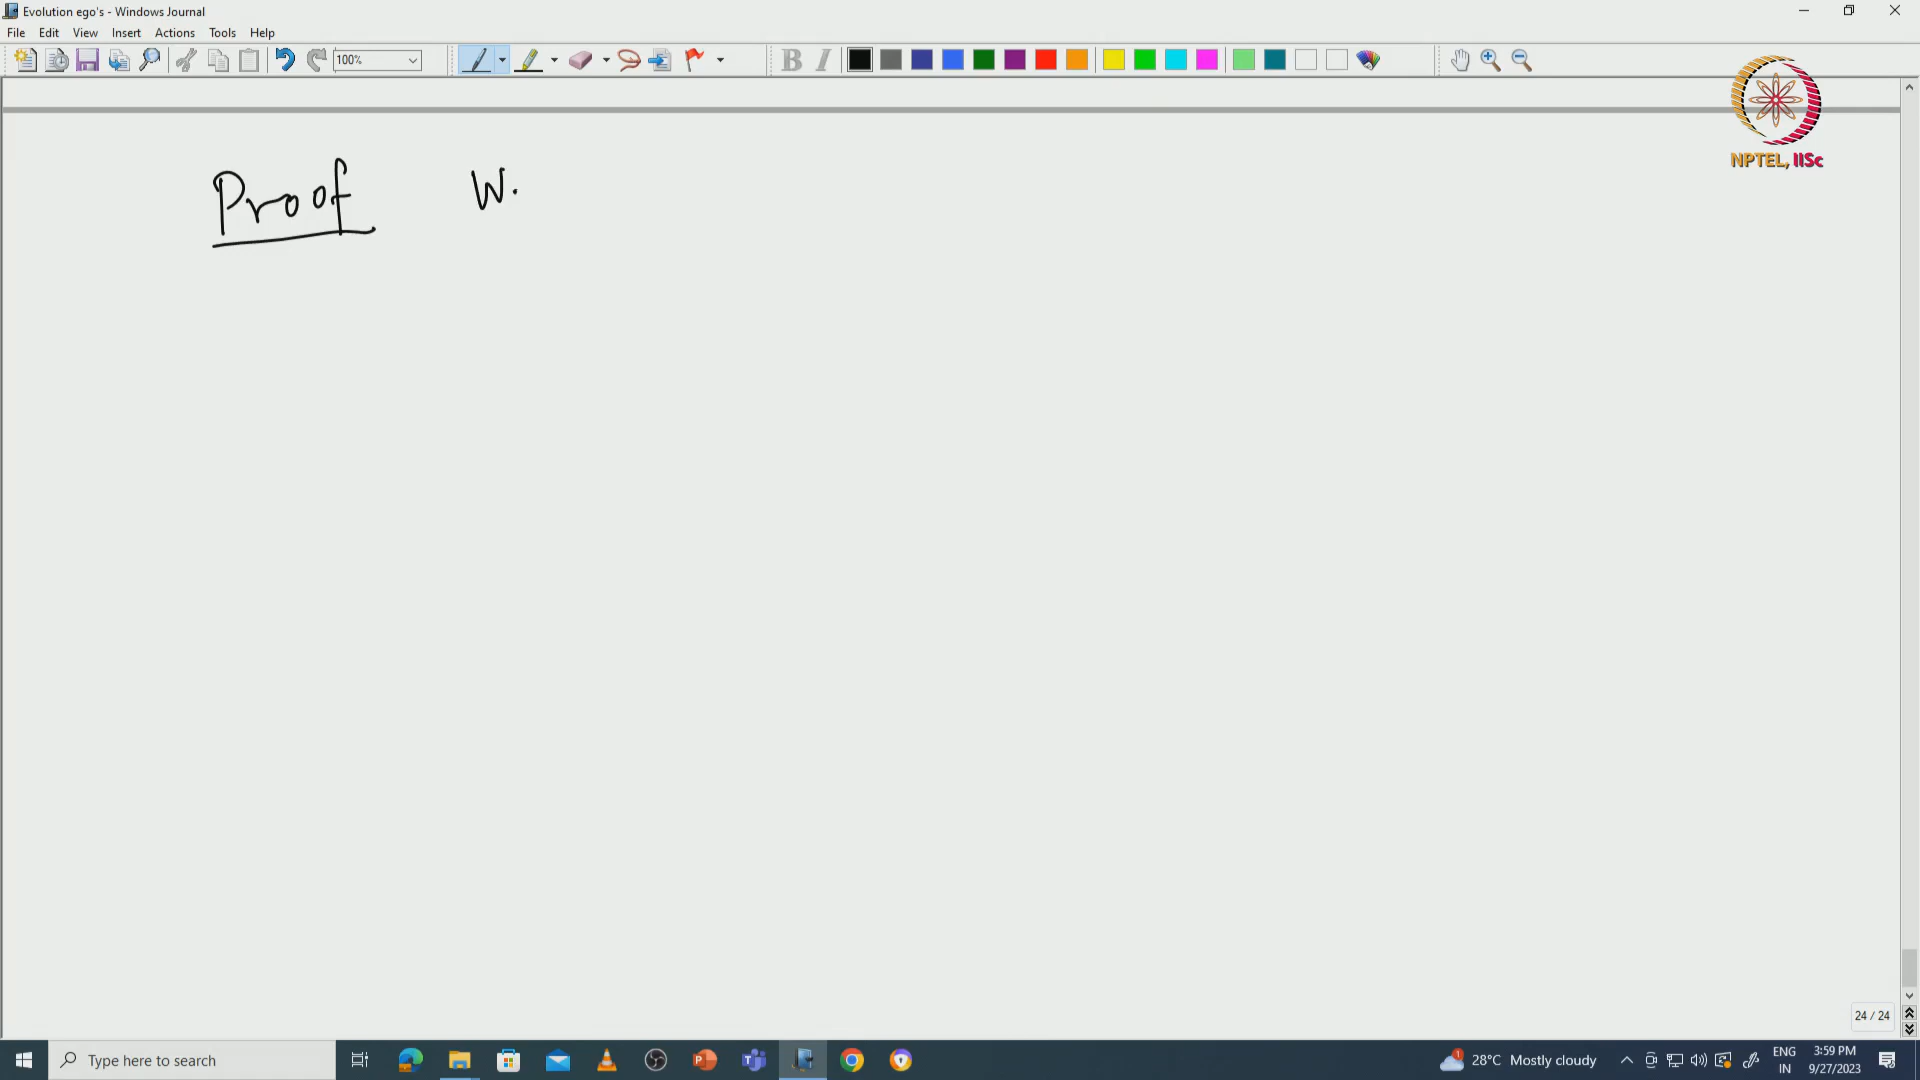 Evolution eqo's - Windows Journal
File Edit View Insert Actions Tools Help
100%
B I
NPTEL, IISc
Proof W.
24 / 24
Type here to search
28°C Mostly cloudy
ENG
IN
3:59 PM
9/27/2023